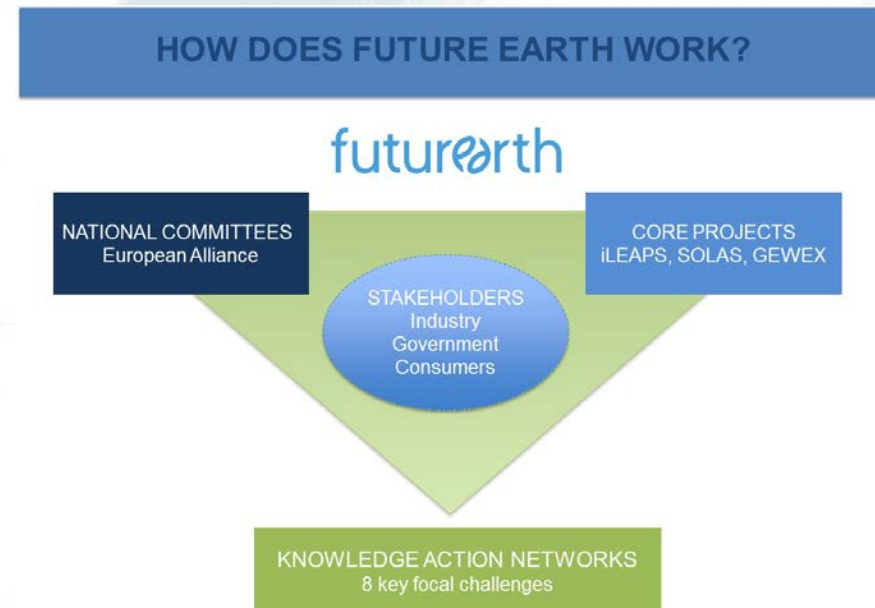 HOW DOES FUTURE EARTH WORK?
futurearth
NATIONAL COMMITTEES
European Alliance
CORE PROJECTS
iLEAPS, SOLAS, GEWEX
STAKEHOLDERS
Industry
Government
Consumers
KNOWLEDGE ACTION NETWORKS
8 key focal challenges